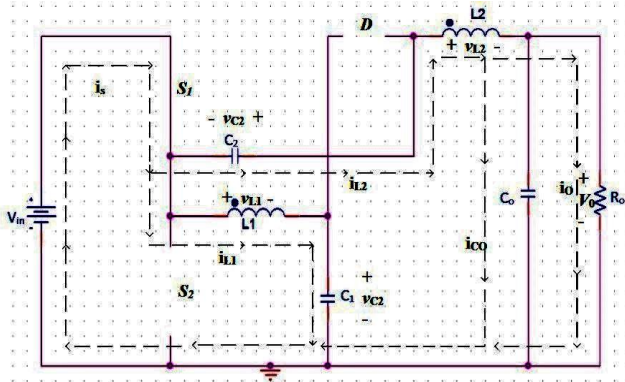 L2
D
+ vL2 -
is
S1
- vC2 +
C2
iL2
+ vL1 -
L1
Vin
+
-
iL1
S2
C1
+
vC2
-
iCO
Co
iO
+
V0
-
Ro